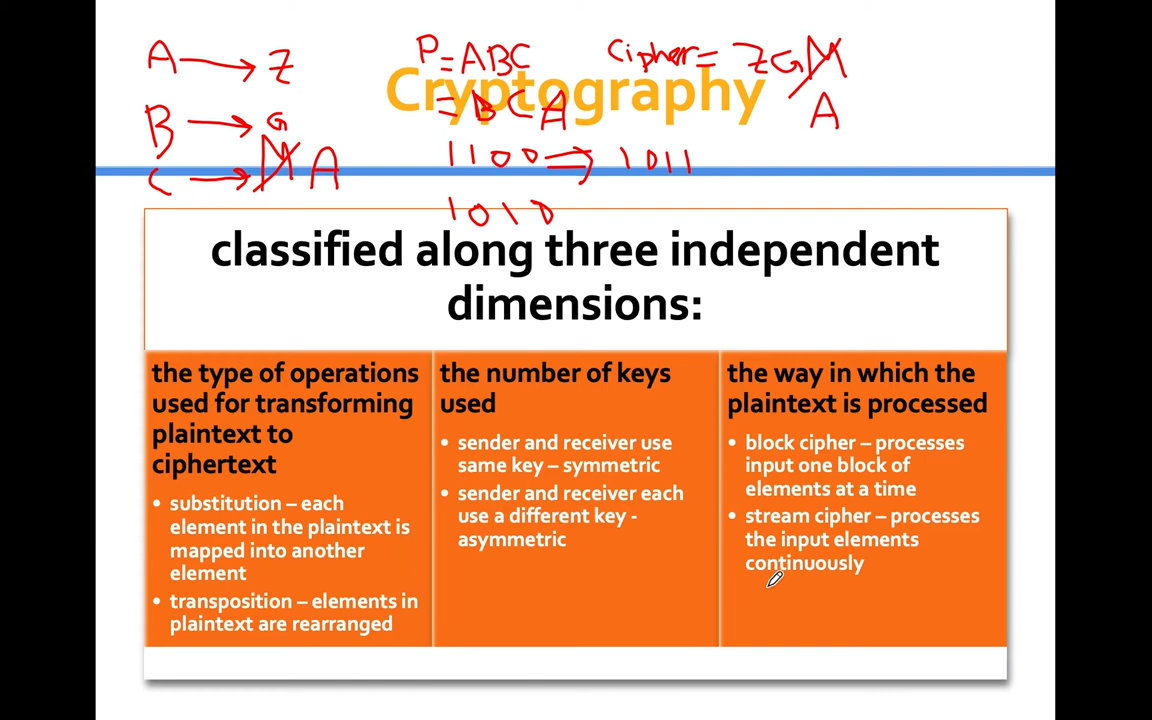 A → Z
P = ABC
Cipher = ZGM
Cryptography
B → G
= BCA
A
C → M A
1100 ⇒ 1011
1010
classified along three independent
dimensions:
the type of operations
used for transforming
plaintext to
ciphertext
• substitution – each
element in the plaintext is
mapped into another
element
• transposition – elements in
plaintext are rearranged
the number of keys
used
• sender and receiver use
same key – symmetric
• sender and receiver each
use a different key -
asymmetric
the way in which the
plaintext is processed
• block cipher – processes
input one block of
elements at a time
• stream cipher – processes
the input elements
continuously